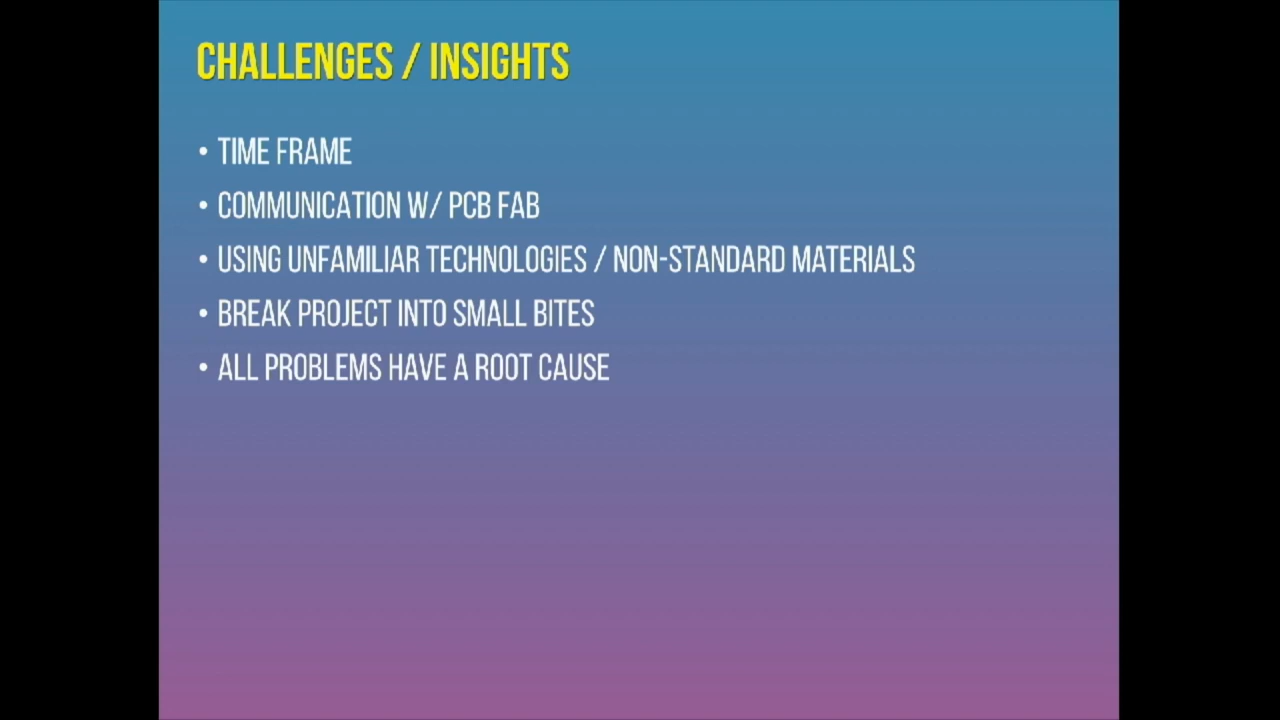 CHALLENGES / INSIGHTS
• TIME FRAME
• COMMUNICATION W/ PCB FAB
• USING UNFAMILIAR TECHNOLOGIES / NON-STANDARD MATERIALS
• BREAK PROJECT INTO SMALL BITES
• ALL PROBLEMS HAVE A ROOT CAUSE